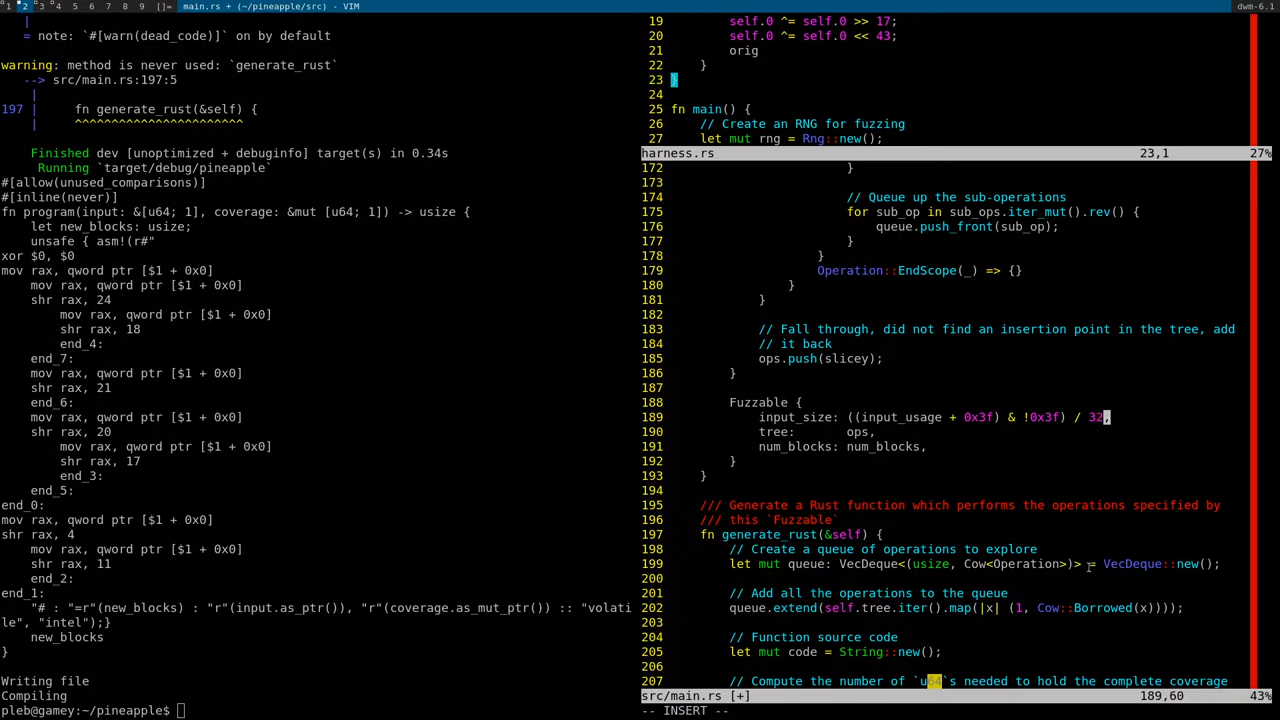 1 2 3 4 5 6 7 8 9 []= main.rs + (~/pineapple/src) - VIM dwm-6.1
|
= note: `#[warn(dead_code)]` on by default
warning: method is never used: `generate_rust`
--> src/main.rs:197:5
|
197 | fn generate_rust(&self) {
| ^^^^^^^^^^^^^^^^^^^^^^^
Finished dev [unoptimized + debuginfo] target(s) in 0.34s
Running `target/debug/pineapple`
#[allow(unused_comparisons)]
#[inline(never)]
fn program(input: &[u64; 1], coverage: &mut [u64; 1]) -> usize {
let new_blocks: usize;
unsafe { asm!(r#"
xor $0, $0
mov rax, qword ptr [$1 + 0x0]
mov rax, qword ptr [$1 + 0x0]
shr rax, 24
mov rax, qword ptr [$1 + 0x0]
shr rax, 18
end_4:
end_7:
mov rax, qword ptr [$1 + 0x0]
shr rax, 21
end_6:
mov rax, qword ptr [$1 + 0x0]
shr rax, 20
mov rax, qword ptr [$1 + 0x0]
shr rax, 17
end_3:
end_5:
end_0:
mov rax, qword ptr [$1 + 0x0]
shr rax, 4
mov rax, qword ptr [$1 + 0x0]
shr rax, 11
end_2:
end_1:
"# : "=r"(new_blocks) : "r"(input.as_ptr()), "r"(coverage.as_mut_ptr()) :: "volati
le", "intel");}
new_blocks
}
Writing file
Compiling
pleb@gamey:~/pineapple$
19 self.0 ^= self.0 >> 17;
20 self.0 ^= self.0 << 43;
21 orig
22 }
23 }
24
25 fn main() {
26 // Create an RNG for fuzzing
27 let mut rng = Rng::new();
harness.rs 23,1 27%
172 }
173
174 // Queue up the sub-operations
175 for sub_op in sub_ops.iter_mut().rev() {
176 queue.push_front(sub_op);
177 }
178 }
179 Operation::EndScope(_) => {}
180 }
181 }
182
183 // Fall through, did not find an insertion point in the tree, add
184 // it back
185 ops.push(slicey);
186 }
187
188 Fuzzable {
189 input_size: ((input_usage + 0x3f) & !0x3f) / 32,
190 tree: ops,
191 num_blocks: num_blocks,
192 }
193 }
194
195 /// Generate a Rust function which performs the operations specified by
196 /// this `Fuzzable`
197 fn generate_rust(&self) {
198 // Create a queue of operations to explore
199 let mut queue: VecDeque<(usize, Cow<Operation>)> = VecDeque::new();
200
201 // Add all the operations to the queue
202 queue.extend(self.tree.iter().map(|x| (1, Cow::Borrowed(x))));
203
204 // Function source code
205 let mut code = String::new();
206
207 // Compute the number of `u64`s needed to hold the complete coverage
src/main.rs [+] 189,60 43%
-- INSERT --